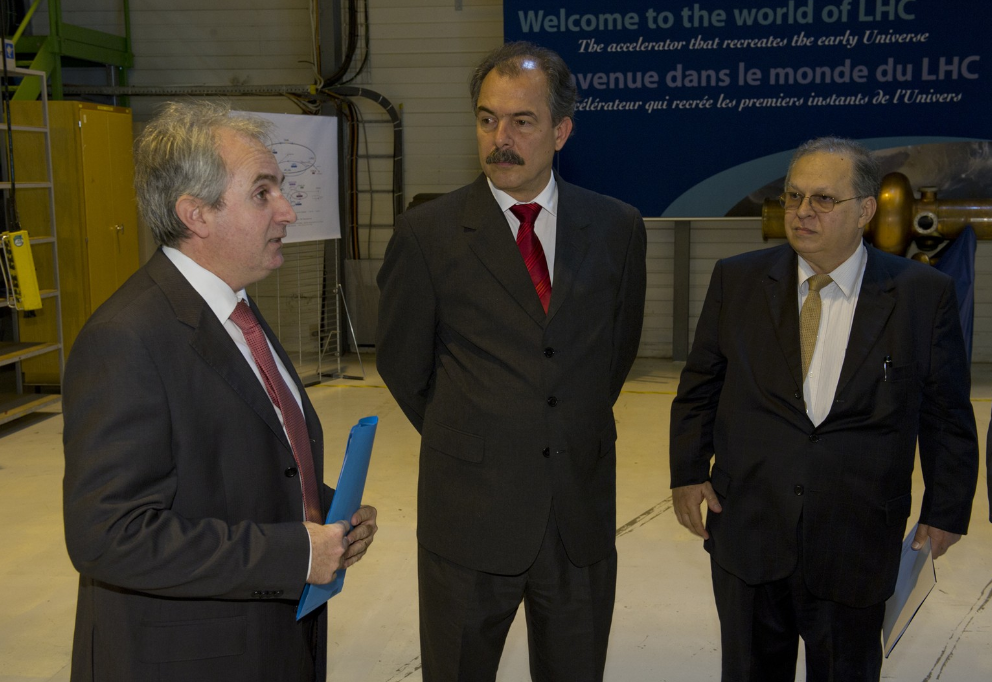 Welcome to the world of LHC
The accelerator that recreates the early Universe
nvenue dans le monde du LHC
célérateur qui recrée les premiers instants de l'Univers